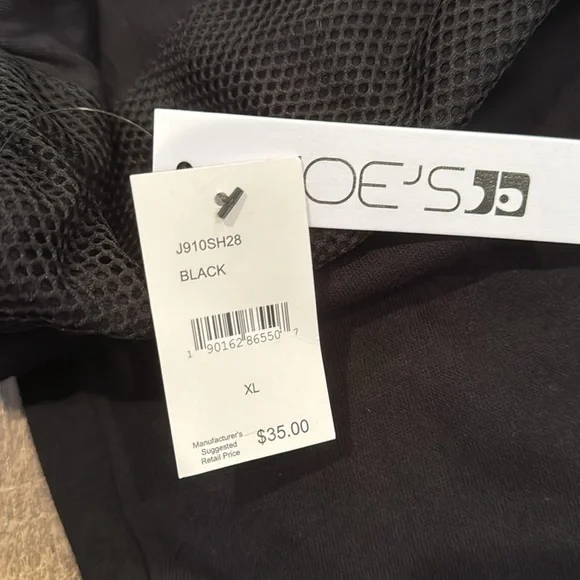 OE'S
J910SH28
BLACK
1 90162 86550 7
XL
Manufacturer's
Suggested
Retail Price
$35.00